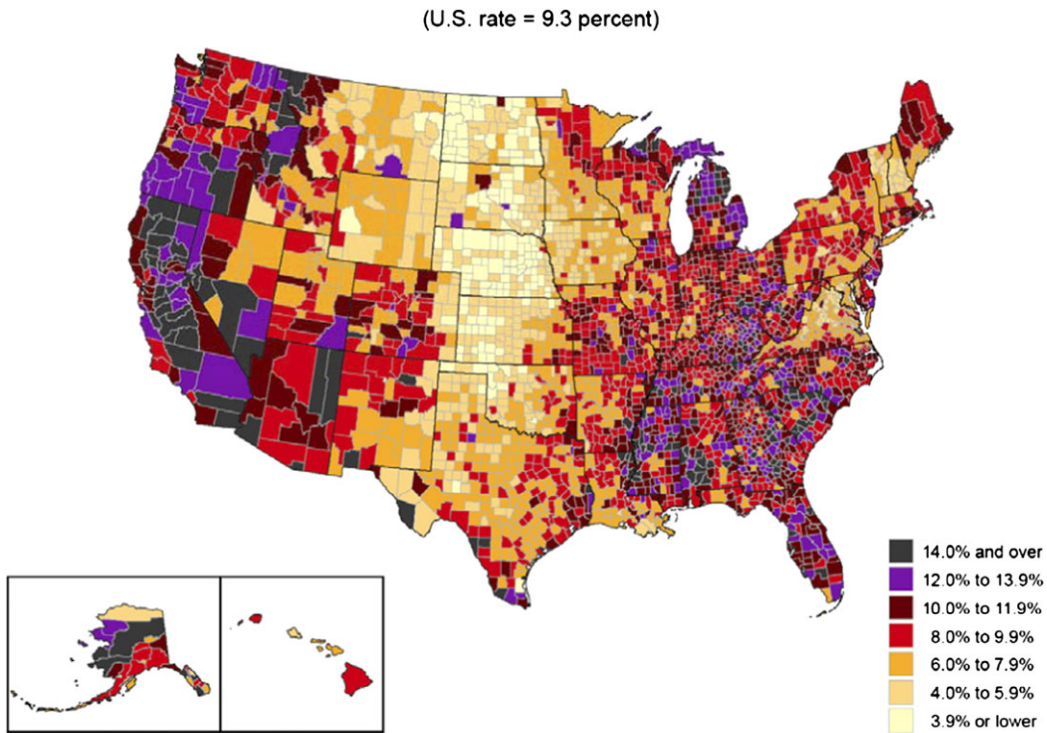 (U.S. rate = 9.3 percent)
14.0% and over
12.0% to 13.9%
10.0% to 11.9%
8.0% to 9.9%
6.0% to 7.9%
4.0% to 5.9%
3.9% or lower